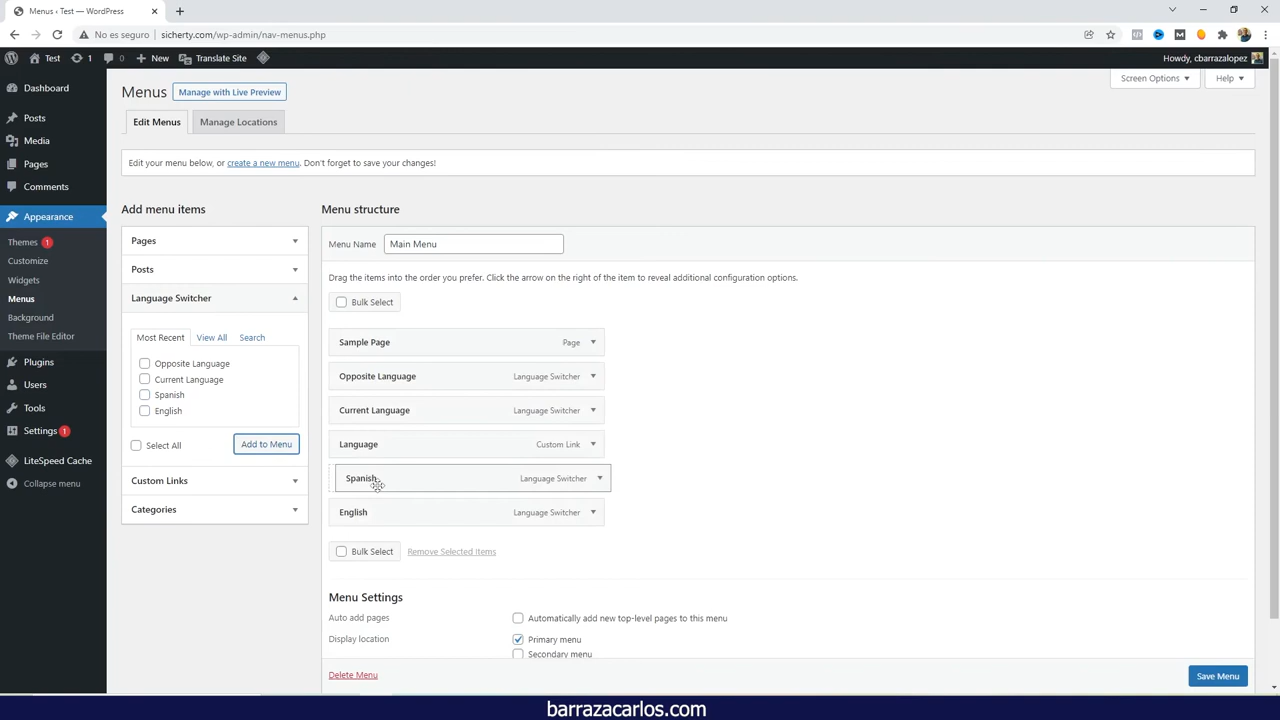 Menus ‹ Test — WordPress
No es seguro
sicherty.com/wp-admin/nav-menus.php
Test
1
0
New
Translate Site
Howdy, cbarrazalopez
Dashboard
Posts
Media
Pages
Comments
Appearance
Themes 1
Customize
Widgets
Menus
Background
Theme File Editor
Plugins
Users
Tools
Settings 1
LiteSpeed Cache
Collapse menu
Menus
Manage with Live Preview
Screen Options
Help
Edit Menus
Manage Locations
Edit your menu below, or create a new menu. Don't forget to save your changes!
Add menu items
Pages
Posts
Language Switcher
Most Recent
View All
Search
Opposite Language
Current Language
Spanish
English
Select All
Add to Menu
Custom Links
Categories
Menu structure
Menu Name
Main Menu
Drag the items into the order you prefer. Click the arrow on the right of the item to reveal additional configuration options.
Bulk Select
Sample Page
Page
Opposite Language
Language Switcher
Current Language
Language Switcher
Language
Custom Link
Spanish
Language Switcher
English
Language Switcher
Bulk Select
Remove Selected Items
Menu Settings
Auto add pages
Automatically add new top-level pages to this menu
Display location
Primary menu
Secondary menu
Delete Menu
Save Menu
barrazacarlos.com